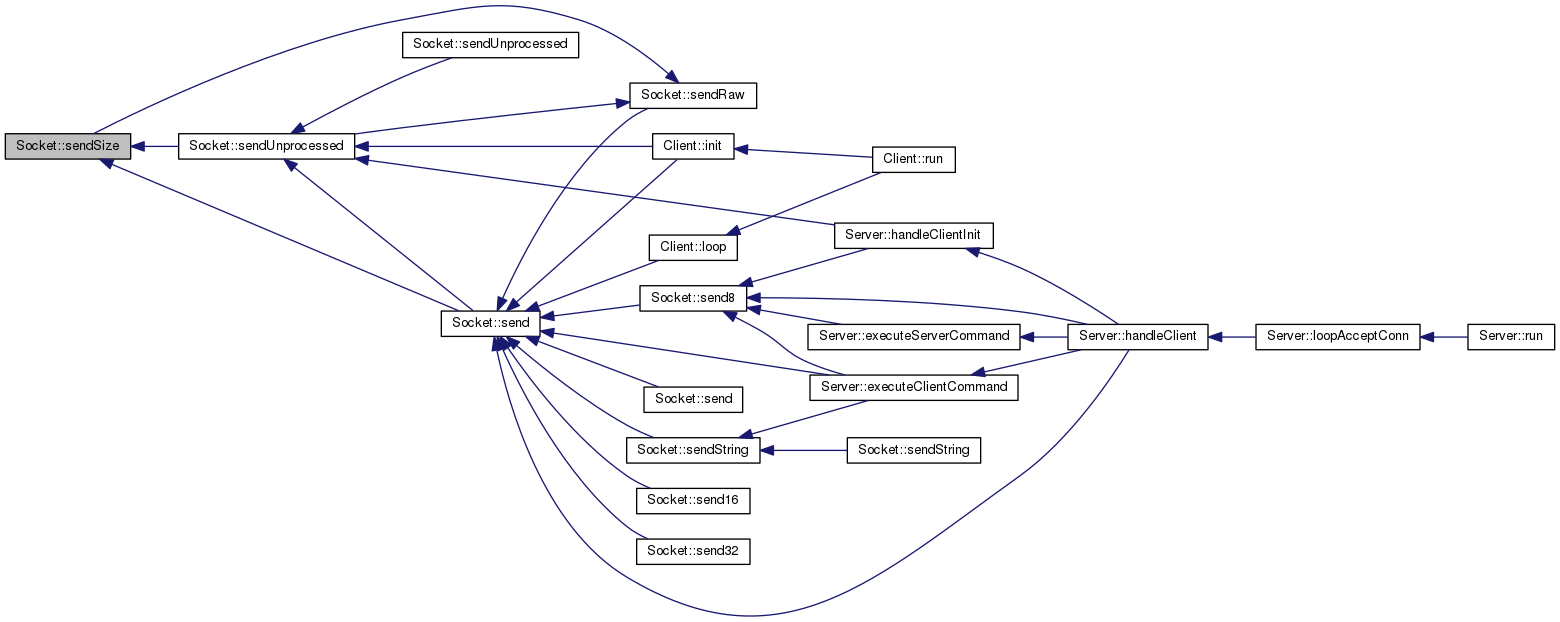 Socket::sendSize
Socket::sendUnprocessed
Socket::sendUnprocessed
Socket::sendRaw
Client::init
Client::run
Client::loop
Server::handleClientInit
Socket::send8
Socket::send
Server::executeServerCommand
Server::handleClient
Server::loopAcceptConn
Server::run
Server::executeClientCommand
Socket::send
Socket::sendString
Socket::sendString
Socket::send16
Socket::send32